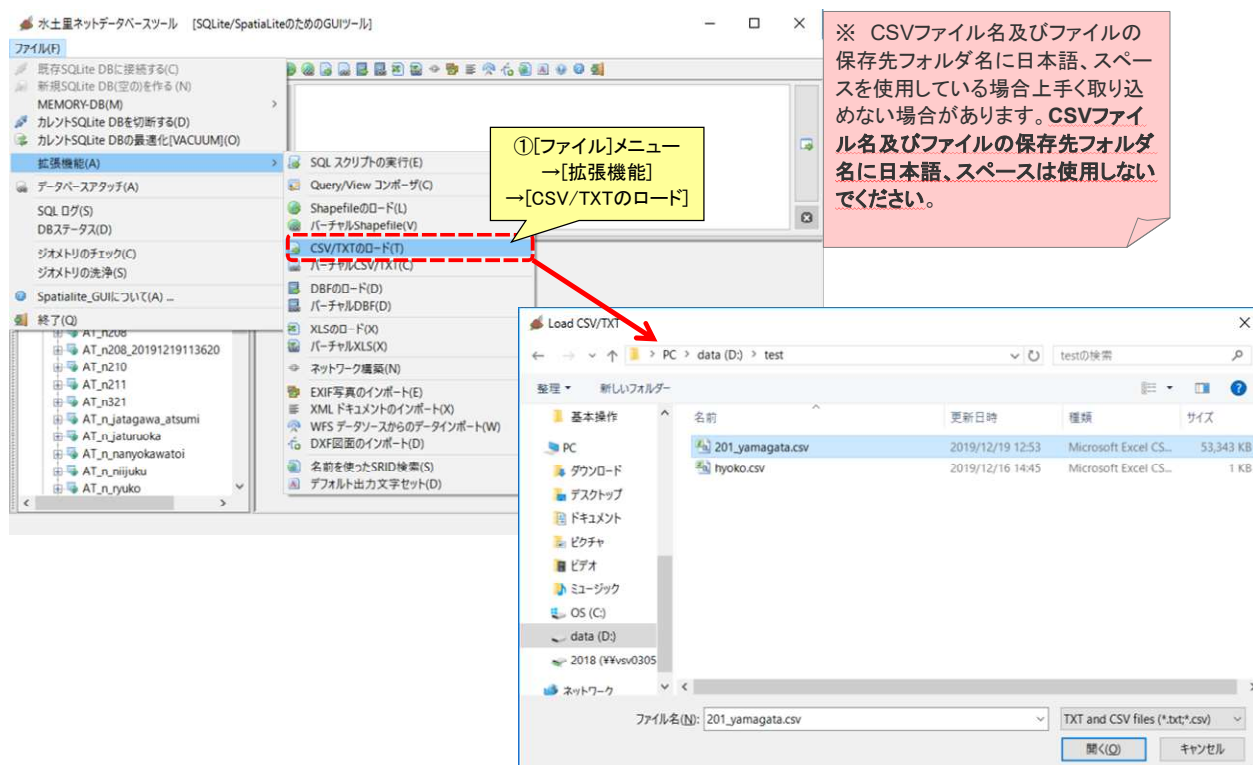 水土里ネットデータベースツール [SQLite/SpatiaLiteのためのGUIツール]
ファイル(F)
既存SQLite DBに接続する(C)
新規SQLite DB(空の)を作る(N)
MEMORY-DB(M)
カレントSQLite DBを切断する(D)
カレントSQLite DBの最適化[VACUUM](O)
拡張機能(A)
データベースアタッチ(A)
SQL ログ(S)
DBステータス(D)
ジオメトリのチェック(C)
ジオメトリの洗浄(S)
Spatialite_GUIについて(A) ...
終了(Q)
SQL スクリプトの実行(E)
Query/View コンポーザ(C)
Shapefileのロード(L)
バーチャルShapefile(V)
CSV/TXTのロード(T)
バーチャルCSV/TXT(C)
DBFのロード(D)
バーチャルDBF(D)
XLSのロード(X)
バーチャルXLS(X)
ネットワーク構築(N)
EXIF写真のインポート(E)
XML ドキュメントのインポート(X)
WFS データソースからのデータインポート(W)
DXF図面のインポート(D)
名前を使ったSRID検索(S)
デフォルト出力文字セット(D)
AT_n208
AT_n208_20191219113620
AT_n210
AT_n211
AT_n321
AT_n_jatagawa_atsumi
AT_n_jaturuoka
AT_n_nanyokawatoi
AT_n_niijuku
AT_n_ryuko
①[ファイル]メニュー
→[拡張機能]
→[CSV/TXTのロード]
※ CSVファイル名及びファイルの
保存先フォルダ名に日本語、スペー
スを使用している場合上手く取り込
めない場合があります。CSVファイ
ル名及びファイルの保存先フォルダ
名に日本語、スペースは使用しない
でください。
Load CSV/TXT
PC > data (D:) > test
testの検索
整理 新しいフォルダー
基本操作
PC
ダウンロード
デスクトップ
ドキュメント
ピクチャ
ビデオ
ミュージック
OS (C:)
data (D:)
2018 (¥¥vsv0305
ネットワーク
名前 更新日時 種類 サイズ
201_yamagata.csv 2019/12/19 12:53 Microsoft Excel CS... 53,343 KB
hyoko.csv 2019/12/16 14:45 Microsoft Excel CS... 1 KB
ファイル名(N): 201_yamagata.csv
TXT and CSV files (*.txt;*.csv)
開く(O) キャンセル